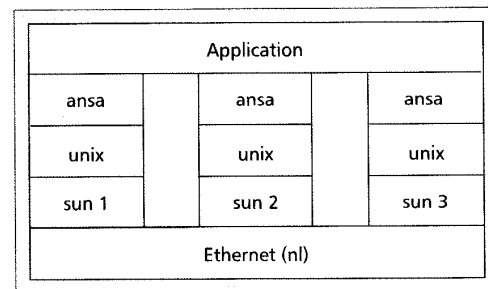 Application
ansa ansa ansa
unix unix unix
sun 1 sun 2 sun 3
Ethernet (nl)